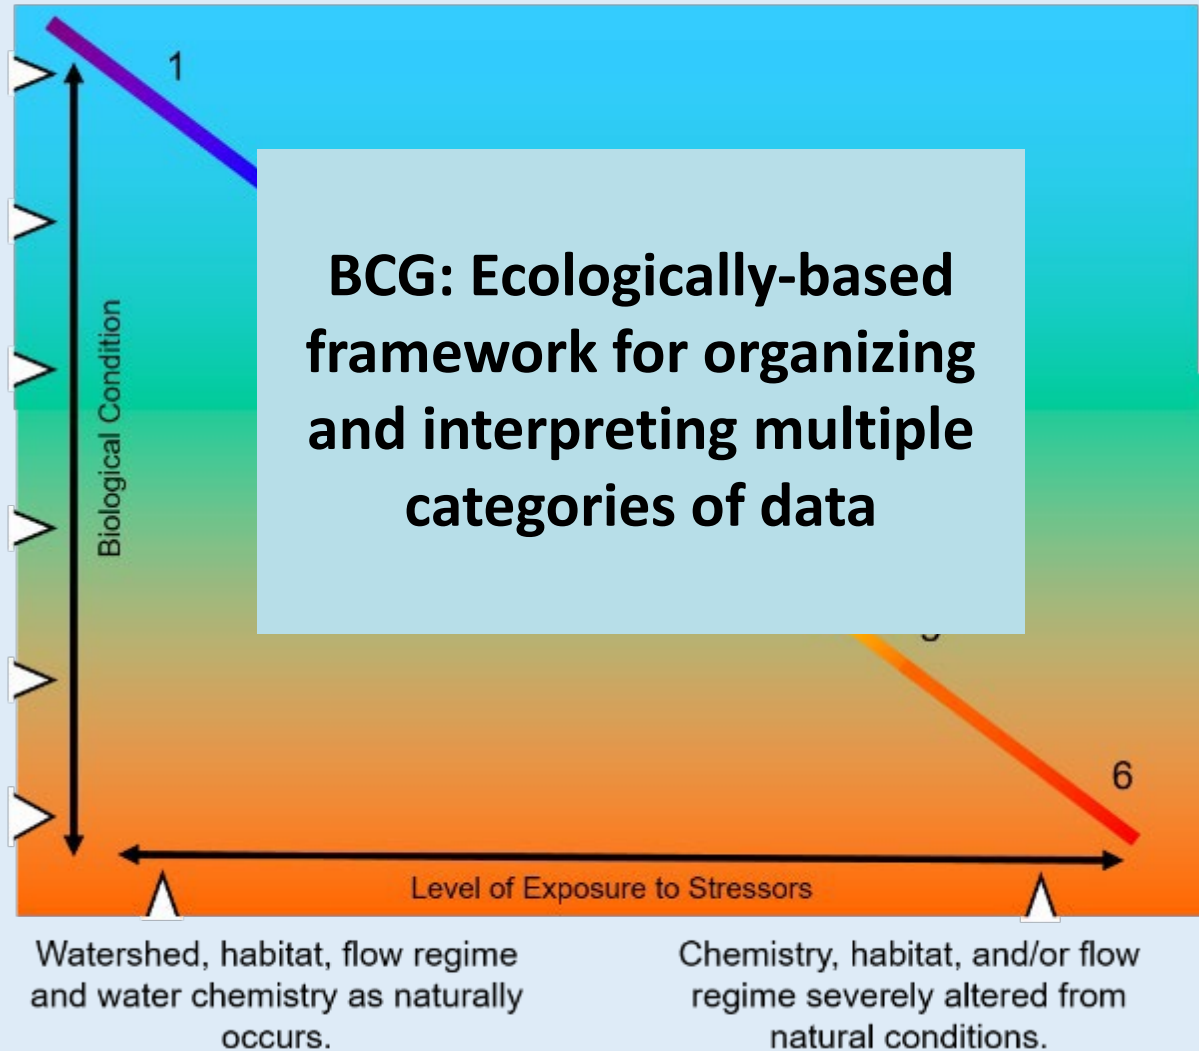 1
BCG: Ecologically-based
framework for organizing
and interpreting multiple
categories of data
Biological Condition
6
Level of Exposure to Stressors
Watershed, habitat, flow regime
and water chemistry as naturally
occurs.
Chemistry, habitat, and/or flow
regime severely altered from
natural conditions.